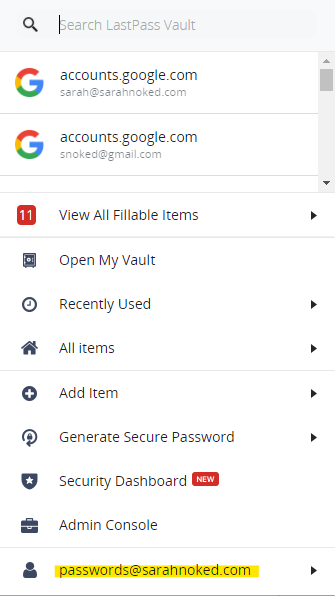 Search LastPass Vault
accounts.google.com
sarah@sarahnoked.com
accounts.google.com
snoked@gmail.com
11 View All Fillable Items
Open My Vault
Recently Used
All items
Add Item
Generate Secure Password
Security Dashboard NEW
Admin Console
passwords@sarahnoked.com